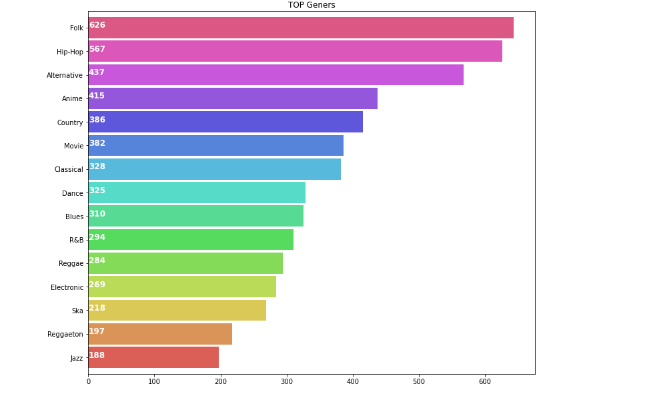 TOP Geners
Folk 626
Hip-Hop 567
Alternative 437
Anime 415
Country 386
Movie 382
Classical 328
Dance 325
Blues 310
R&B 294
Reggae 284
Electronic 269
Ska 218
Reggaeton 197
Jazz 188
0 100 200 300 400 500 600